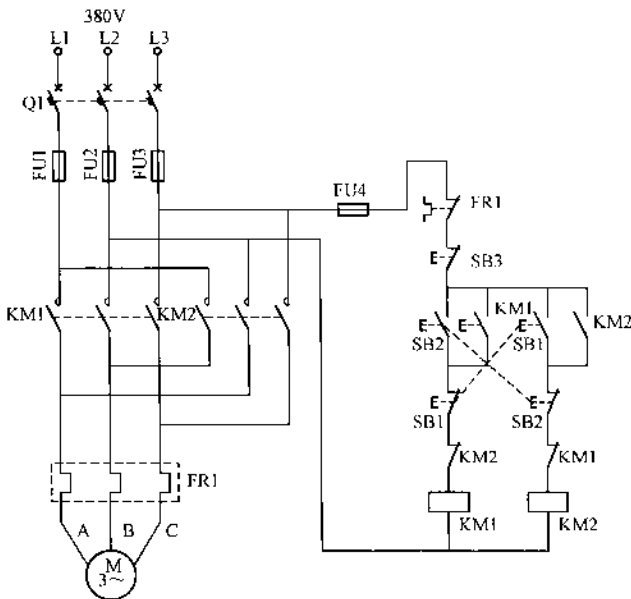 380V
L1 L2 L3
Q1
FU1 FU2 FU3
FU4
FR1
SB3
KM1 KM2
SB2 KM1 SB1 KM2
SB1 SB2
KM2 KM1
FR1
KM1 KM2
A B C
M
3~